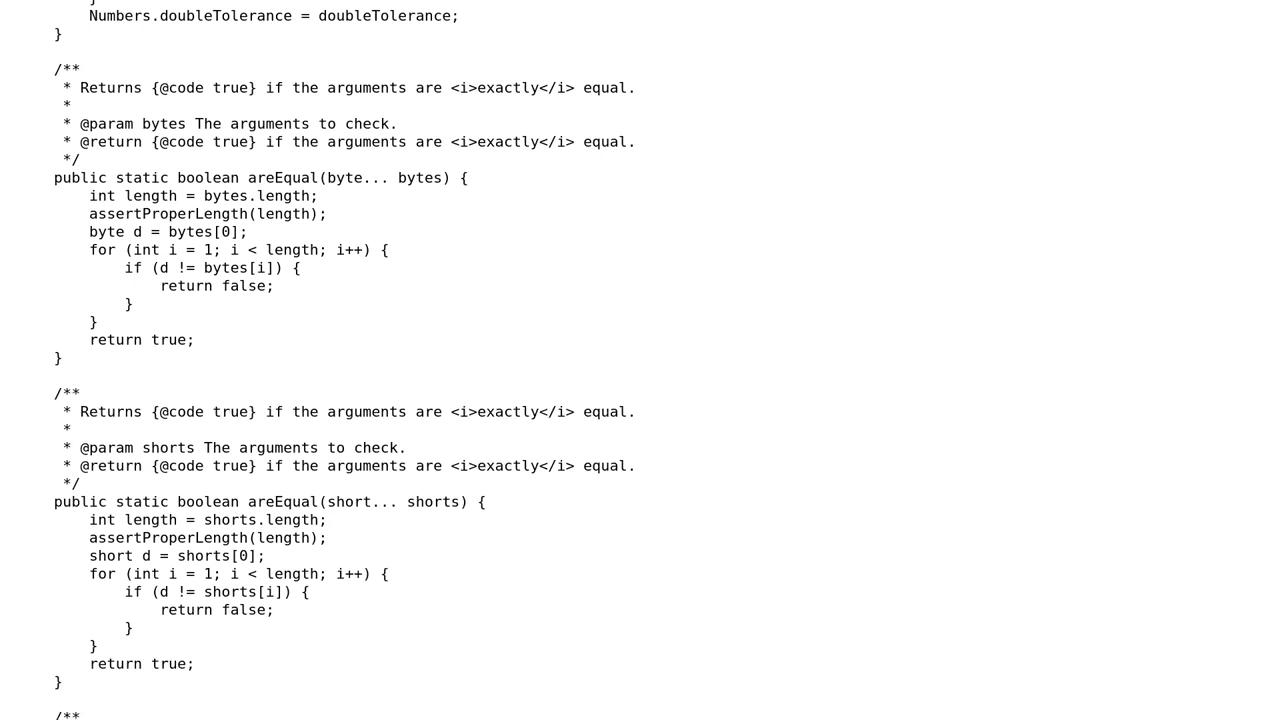 }
        Numbers.doubleTolerance = doubleTolerance;
    }

    /**
     * Returns {@code true} if the arguments are <i>exactly</i> equal.
     *
     * @param bytes The arguments to check.
     * @return {@code true} if the arguments are <i>exactly</i> equal.
     */
    public static boolean areEqual(byte... bytes) {
        int length = bytes.length;
        assertProperLength(length);
        byte d = bytes[0];
        for (int i = 1; i < length; i++) {
            if (d != bytes[i]) {
                return false;
            }
        }
        return true;
    }

    /**
     * Returns {@code true} if the arguments are <i>exactly</i> equal.
     *
     * @param shorts The arguments to check.
     * @return {@code true} if the arguments are <i>exactly</i> equal.
     */
    public static boolean areEqual(short... shorts) {
        int length = shorts.length;
        assertProperLength(length);
        short d = shorts[0];
        for (int i = 1; i < length; i++) {
            if (d != shorts[i]) {
                return false;
            }
        }
        return true;
    }

    /**